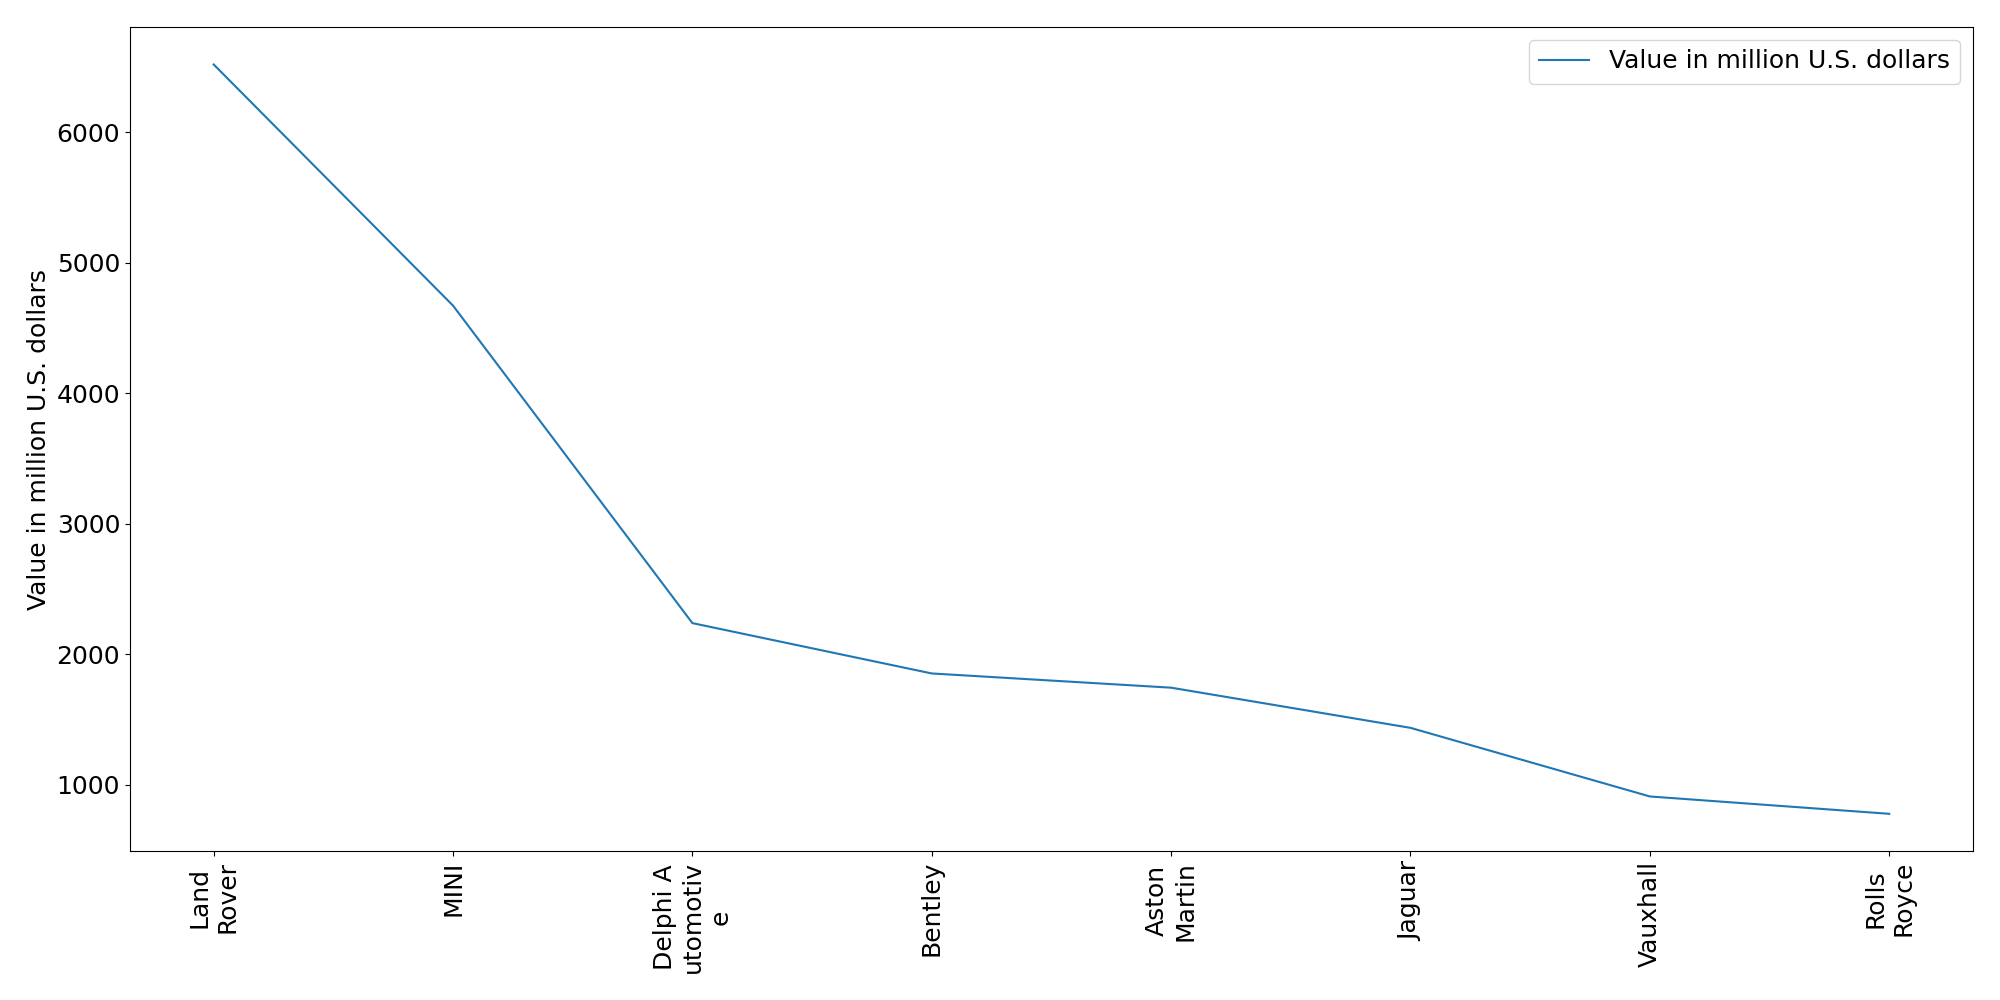 Value in million U.S. dollars
Value in million U.S. dollars
6000
5000
4000
3000
2000
1000
Land
Rover
MINI
Delphi A
utomotiv
e
Bentley
Aston
Martin
Jaguar
Vauxhall
Rolls
Royce